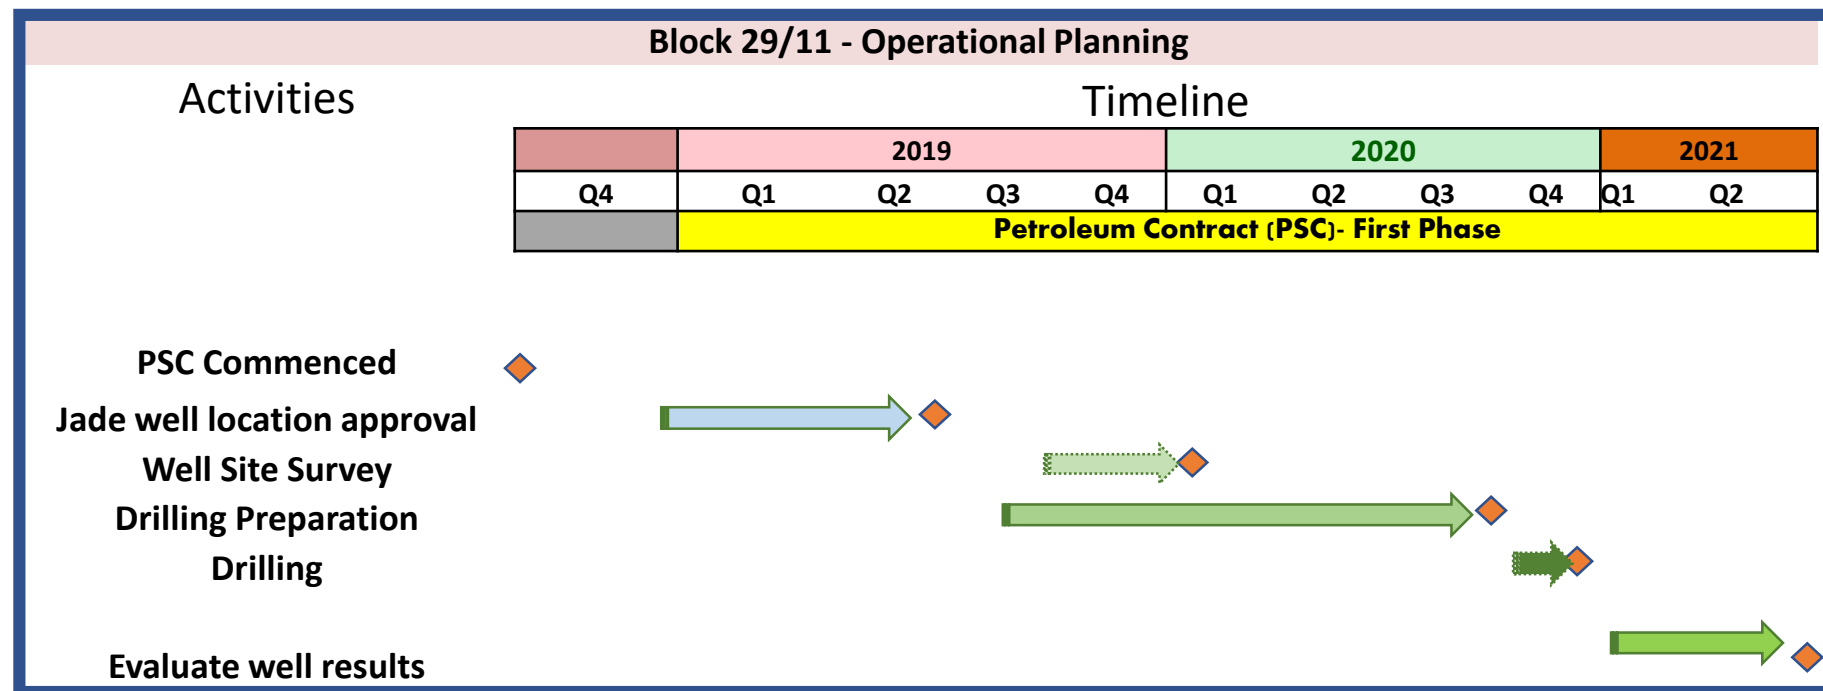 Block 29/11 - Operational Planning
Activities Timeline
2019 2020 2021
Q4 Q1 Q2 Q3 Q4 Q1 Q2 Q3 Q4 Q1 Q2
Petroleum Contract (PSC)- First Phase
PSC Commenced
Jade well location approval
Well Site Survey
Drilling Preparation
Drilling
Evaluate well results